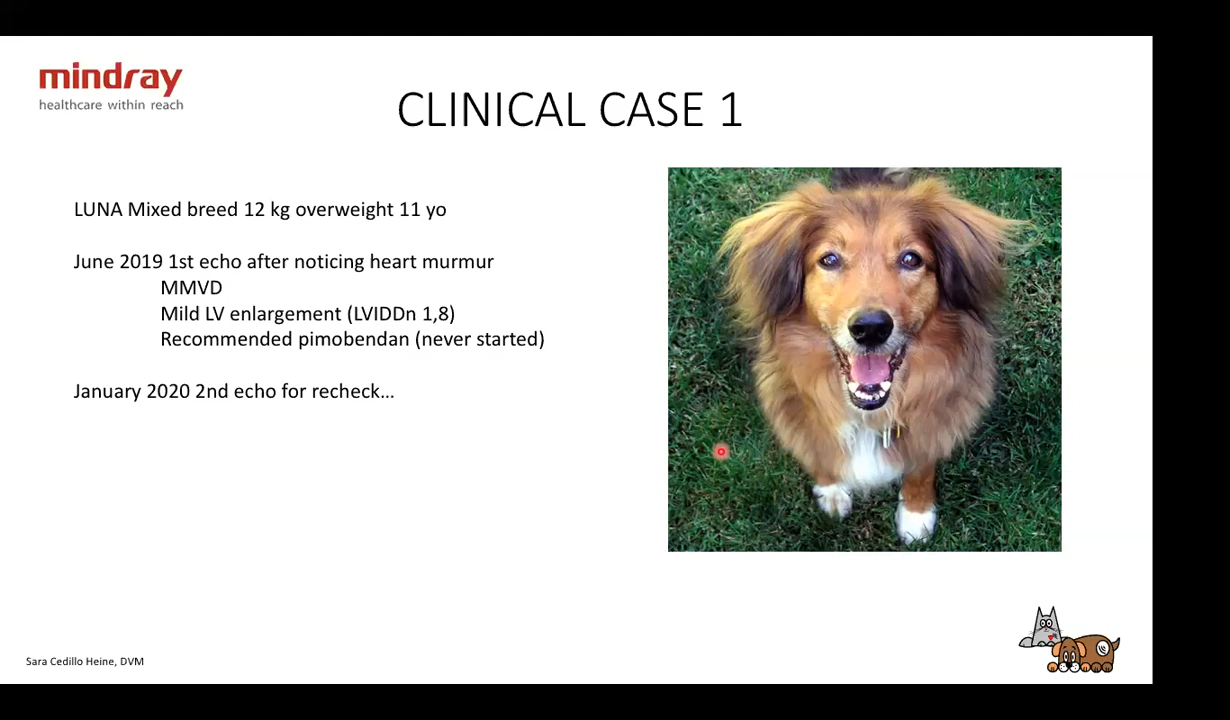 mindray
healthcare within reach
CLINICAL CASE 1
LUNA Mixed breed 12 kg overweight 11 yo
June 2019 1st echo after noticing heart murmur
MMVD
Mild LV enlargement (LVIDDn 1,8)
Recommended pimobendan (never started)
January 2020 2nd echo for recheck...
Sara Cedillo Heine, DVM